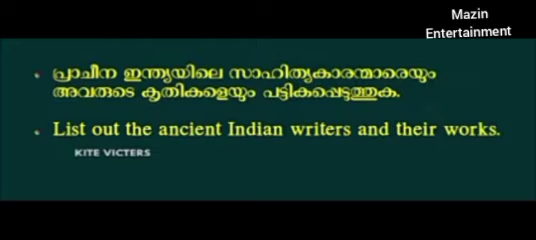 Mazin
Entertainment
പ്രാചീന ഇന്ത്യയിലെ സാഹിത്യകാരന്മാരെയും
അവരുടെ കൃതികളെയും പട്ടികപ്പെടുത്തുക.
List out the ancient Indian writers and their works.
KITE VICTERS